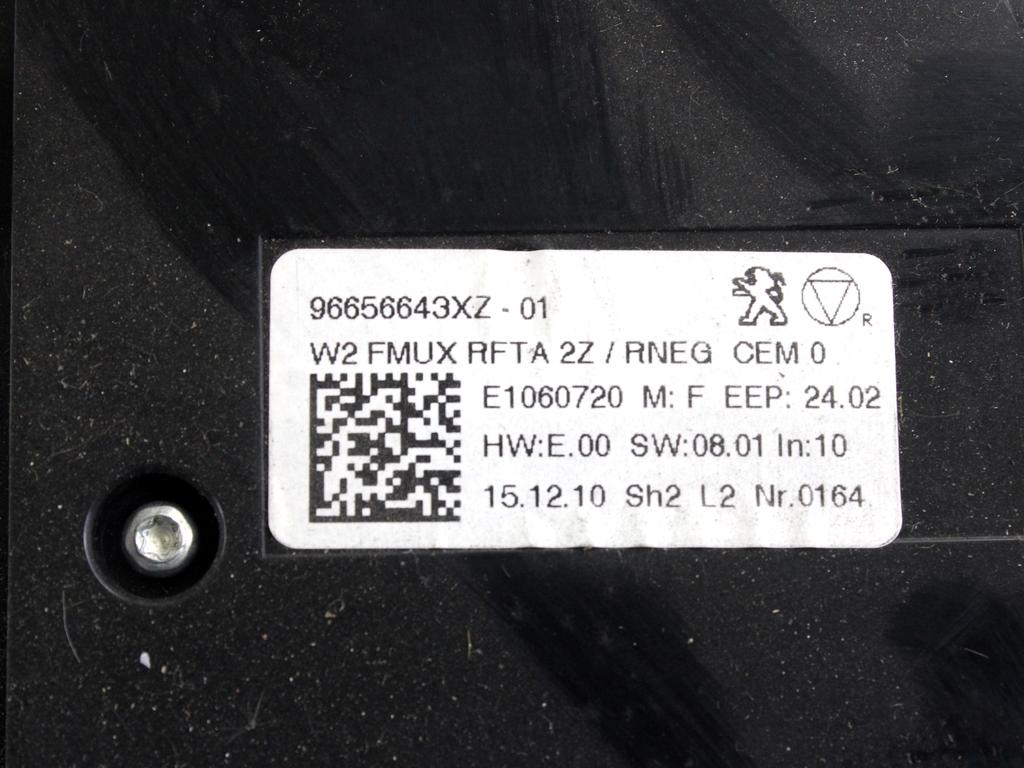 96656643XZ - 01
R
W2 FMUX RFTA 2Z / RNEG CEM 0
E1060720 M: F EEP: 24.02
HW:E.00 SW:08.01 In:10
15.12.10 Sh2 L2 Nr.0164